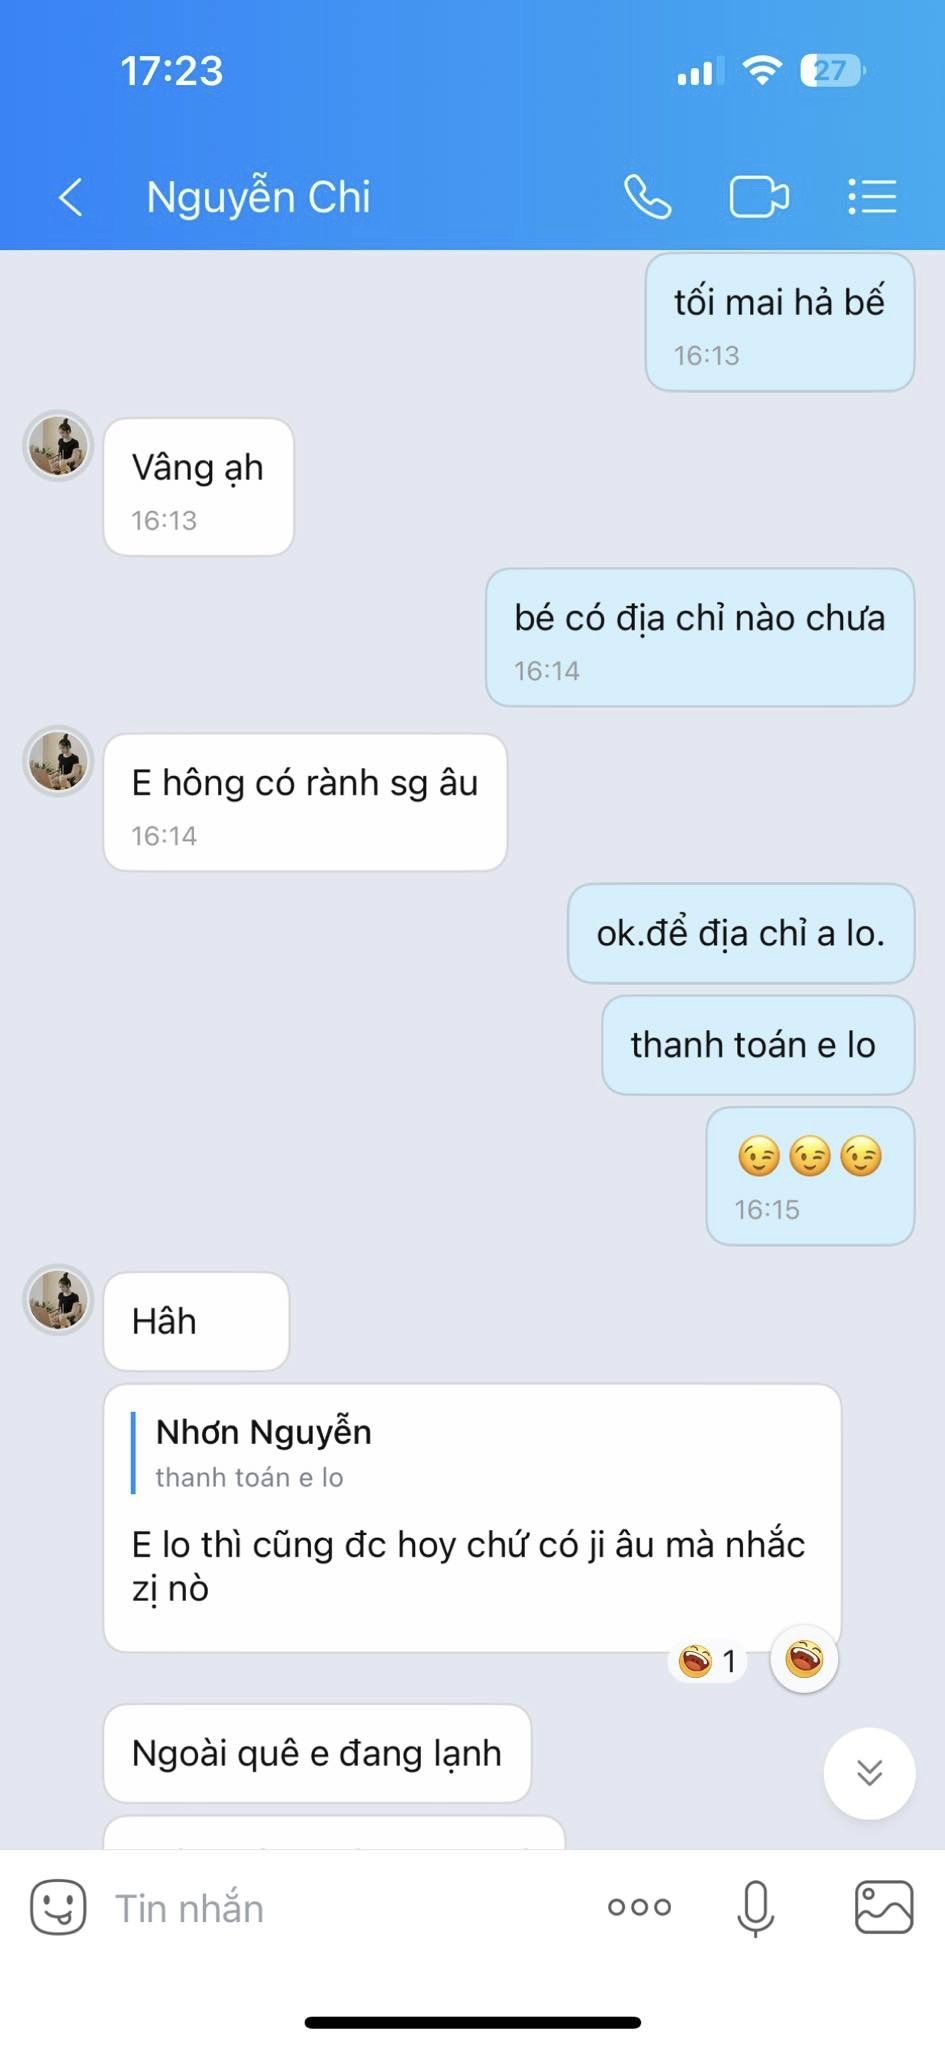 17:23
27
Nguyễn Chi
tối mai hả bế
16:13
Vâng ạh
16:13
bé có địa chỉ nào chưa
16:14
E hông có rành sg âu
16:14
ok.để địa chỉ a lo.
thanh toán e lo
😉😉😉
16:15
Hâh
Nhơn Nguyễn
thanh toán e lo
E lo thì cũng đc hoy chứ có ji âu mà nhắc
zị nò
1
Ngoài quê e đang lạnh
Tin nhắn